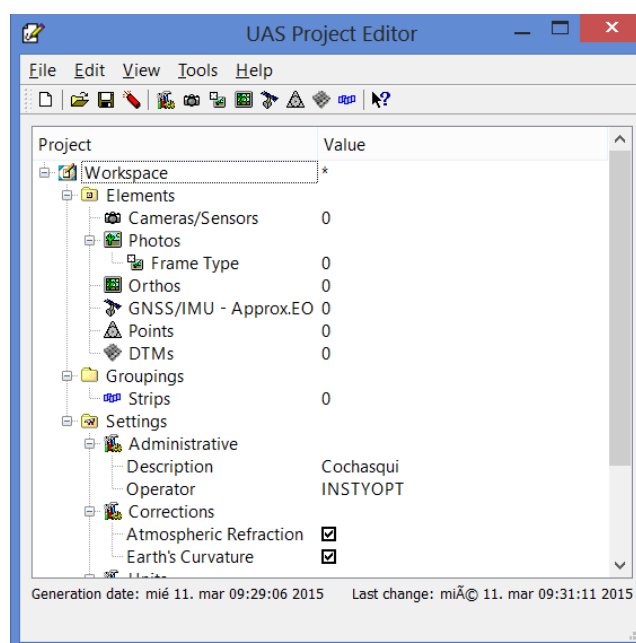 UAS Project Editor
File Edit View Tools Help
Project Value
Workspace *
Elements
Cameras/Sensors 0
Photos
Frame Type 0
Orthos 0
GNSS/IMU - Approx.EO 0
Points 0
DTMs 0
Groupings
Strips 0
Settings
Administrative
Description Cochasqui
Operator INSTYOPT
Corrections
Atmospheric Refraction
Earth's Curvature
Generation date: mié 11. mar 09:29:06 2015 Last change: miÃ© 11. mar 09:31:11 2015